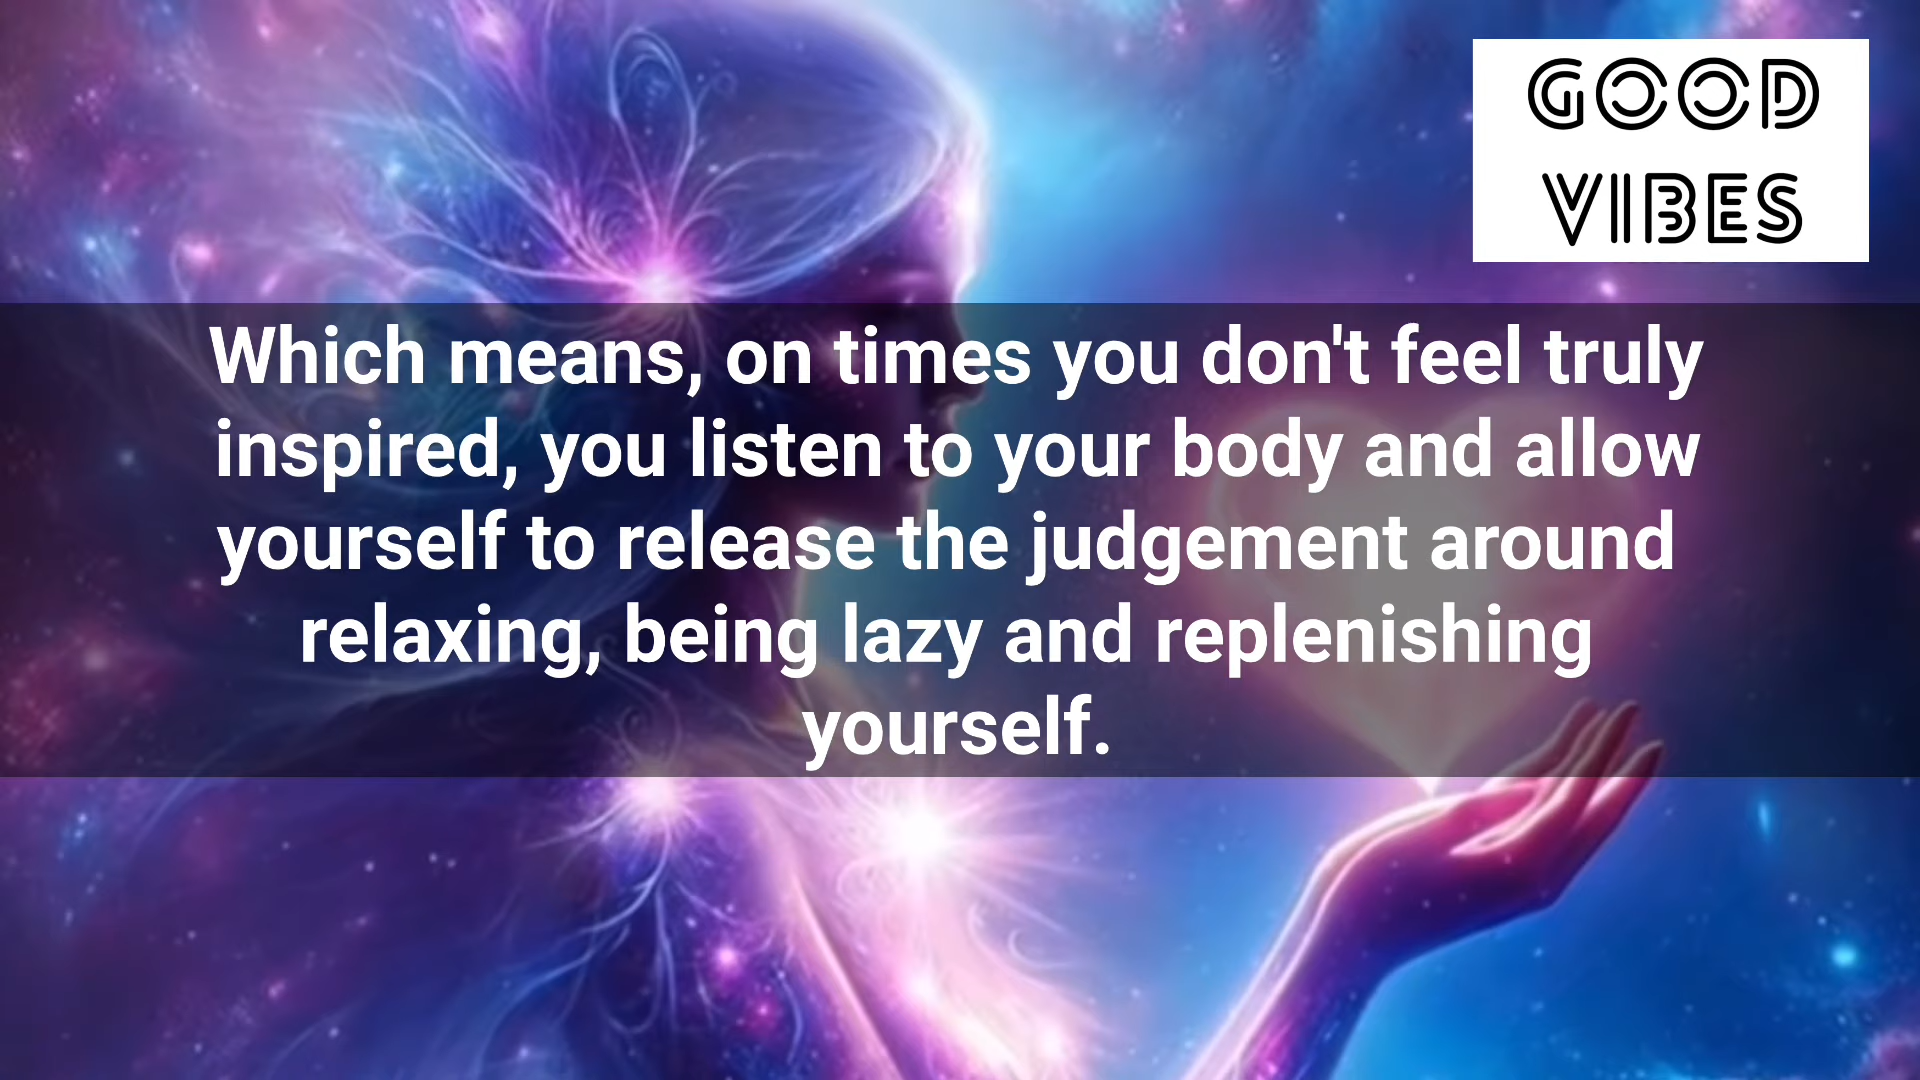 GOOD
VIBES
Which means, on times you don't feel truly
inspired, you listen to your body and allow
yourself to release the judgement around
relaxing, being lazy and replenishing
yourself.